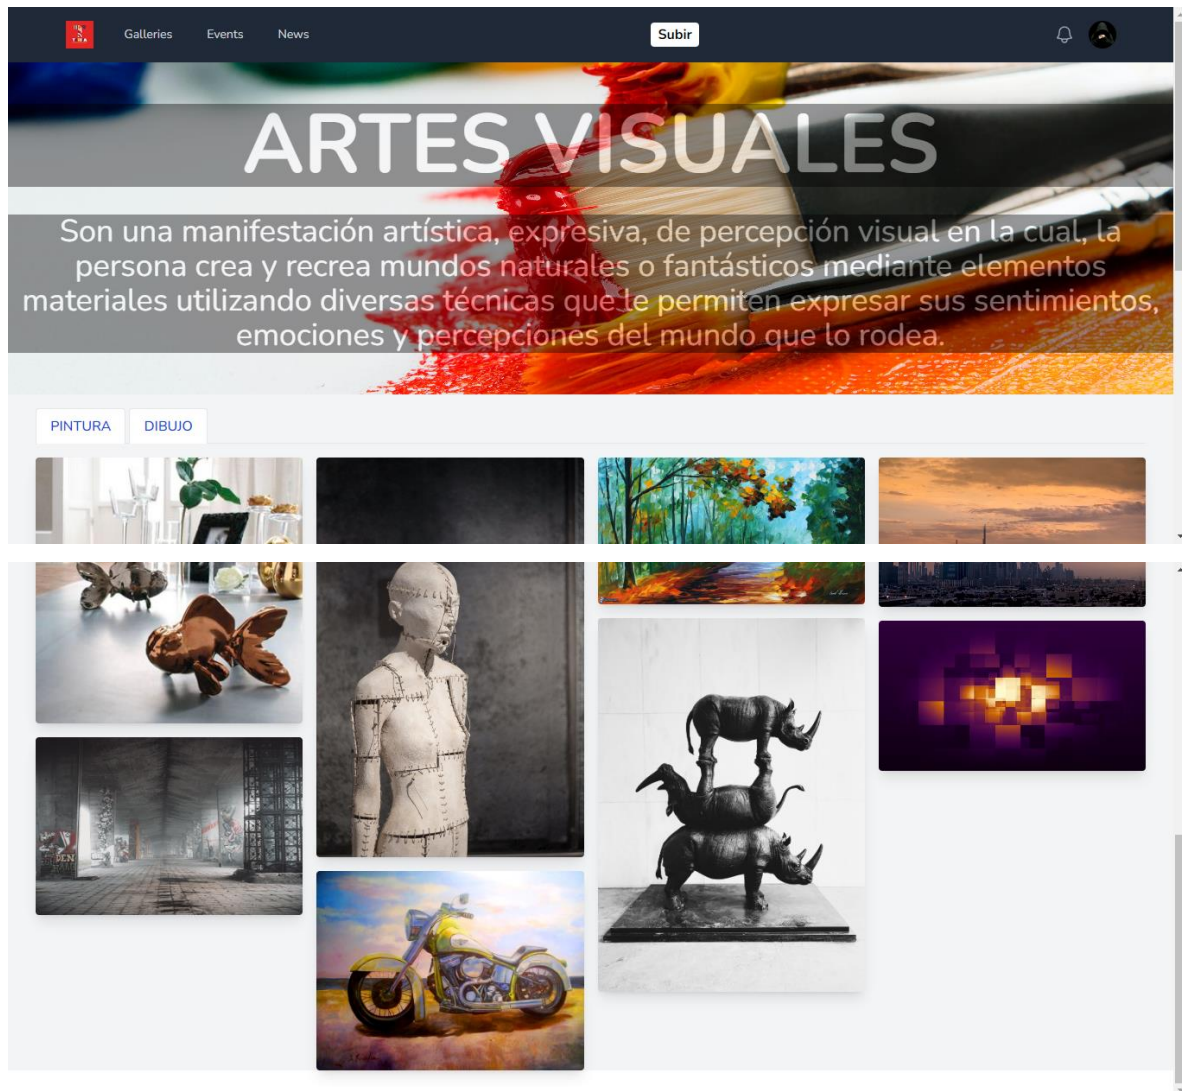 Galleries Events News Subir
ARTES VISUALES
Son una manifestación artística, expresiva, de percepción visual en la cual, la
persona crea y recrea mundos naturales o fantásticos mediante elementos
materiales utilizando diversas técnicas que le permiten expresar sus sentimientos,
emociones y percepciones del mundo que lo rodea.
PINTURA DIBUJO
DEN